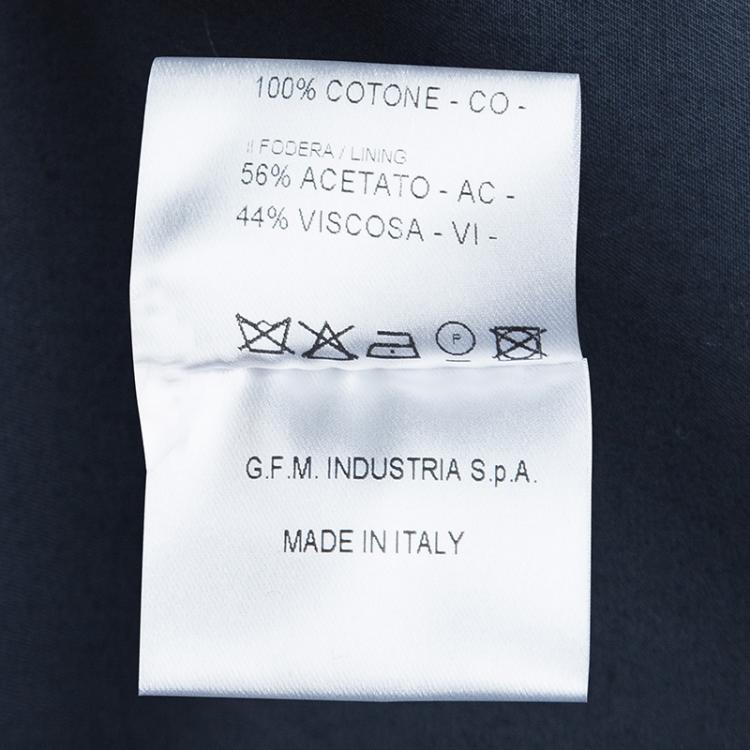 100% COTONE - CO -
II FODERA / LINING
56% ACETATO - AC -
44% VISCOSA - VI -
P
G.F.M. INDUSTRIA S.p.A.
MADE IN ITALY